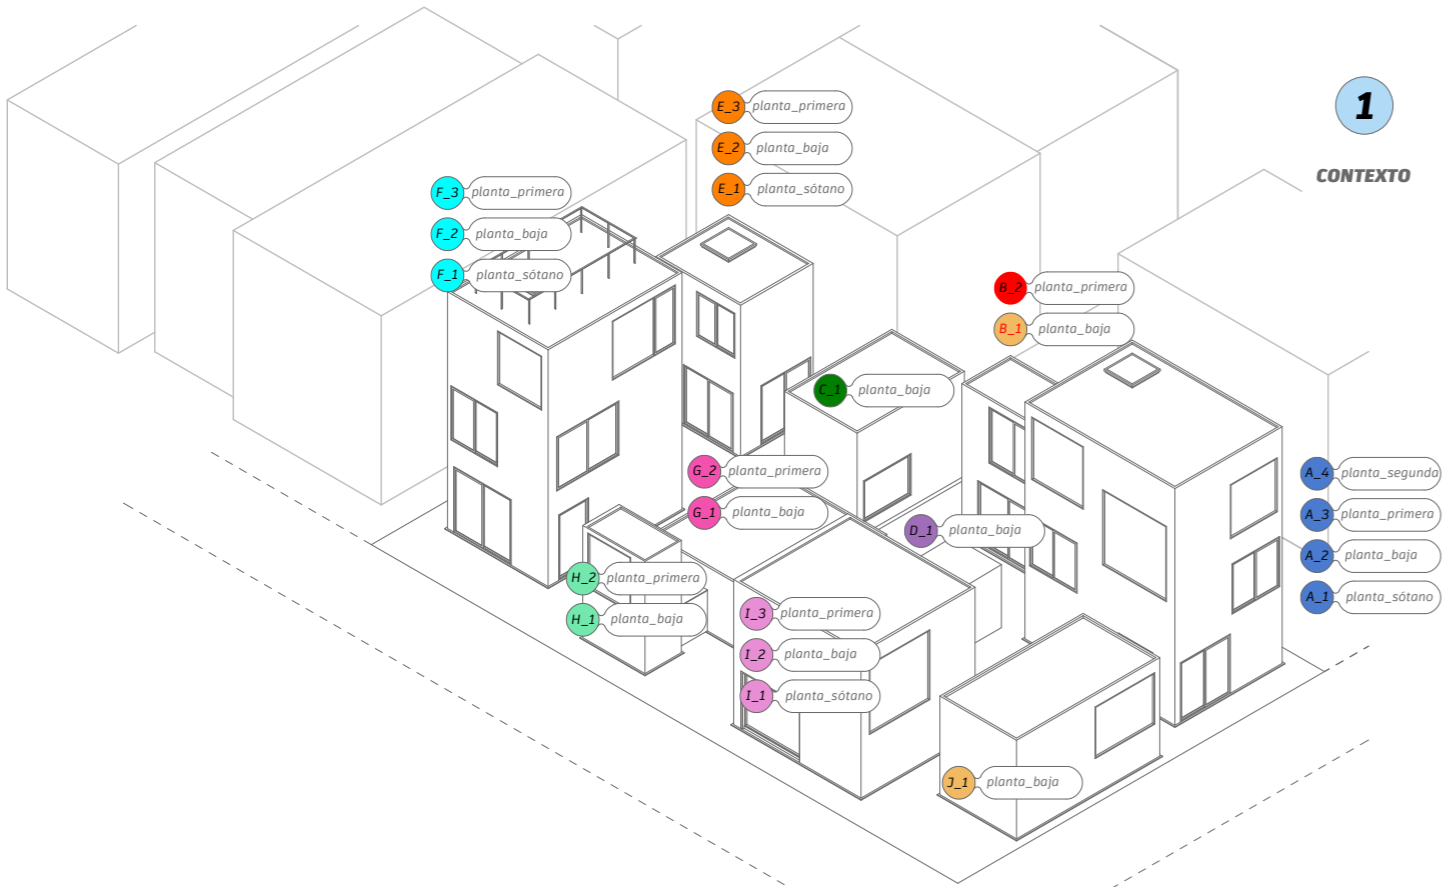 1
CONTEXTO
E_3 planta_primera
E_2 planta_baja
E_1 planta_sótano
F_3 planta_primera
F_2 planta_baja
F_1 planta_sótano
B_2 planta_primera
B_1 planta_baja
C_1 planta_baja
G_2 planta_primera
G_1 planta_baja
D_1 planta_baja
A_4 planta_segunda
A_3 planta_primera
A_2 planta_baja
A_1 planta_sótano
H_2 planta_primera
H_1 planta_baja
I_3 planta_primera
I_2 planta_baja
I_1 planta_sótano
J_1 planta_baja